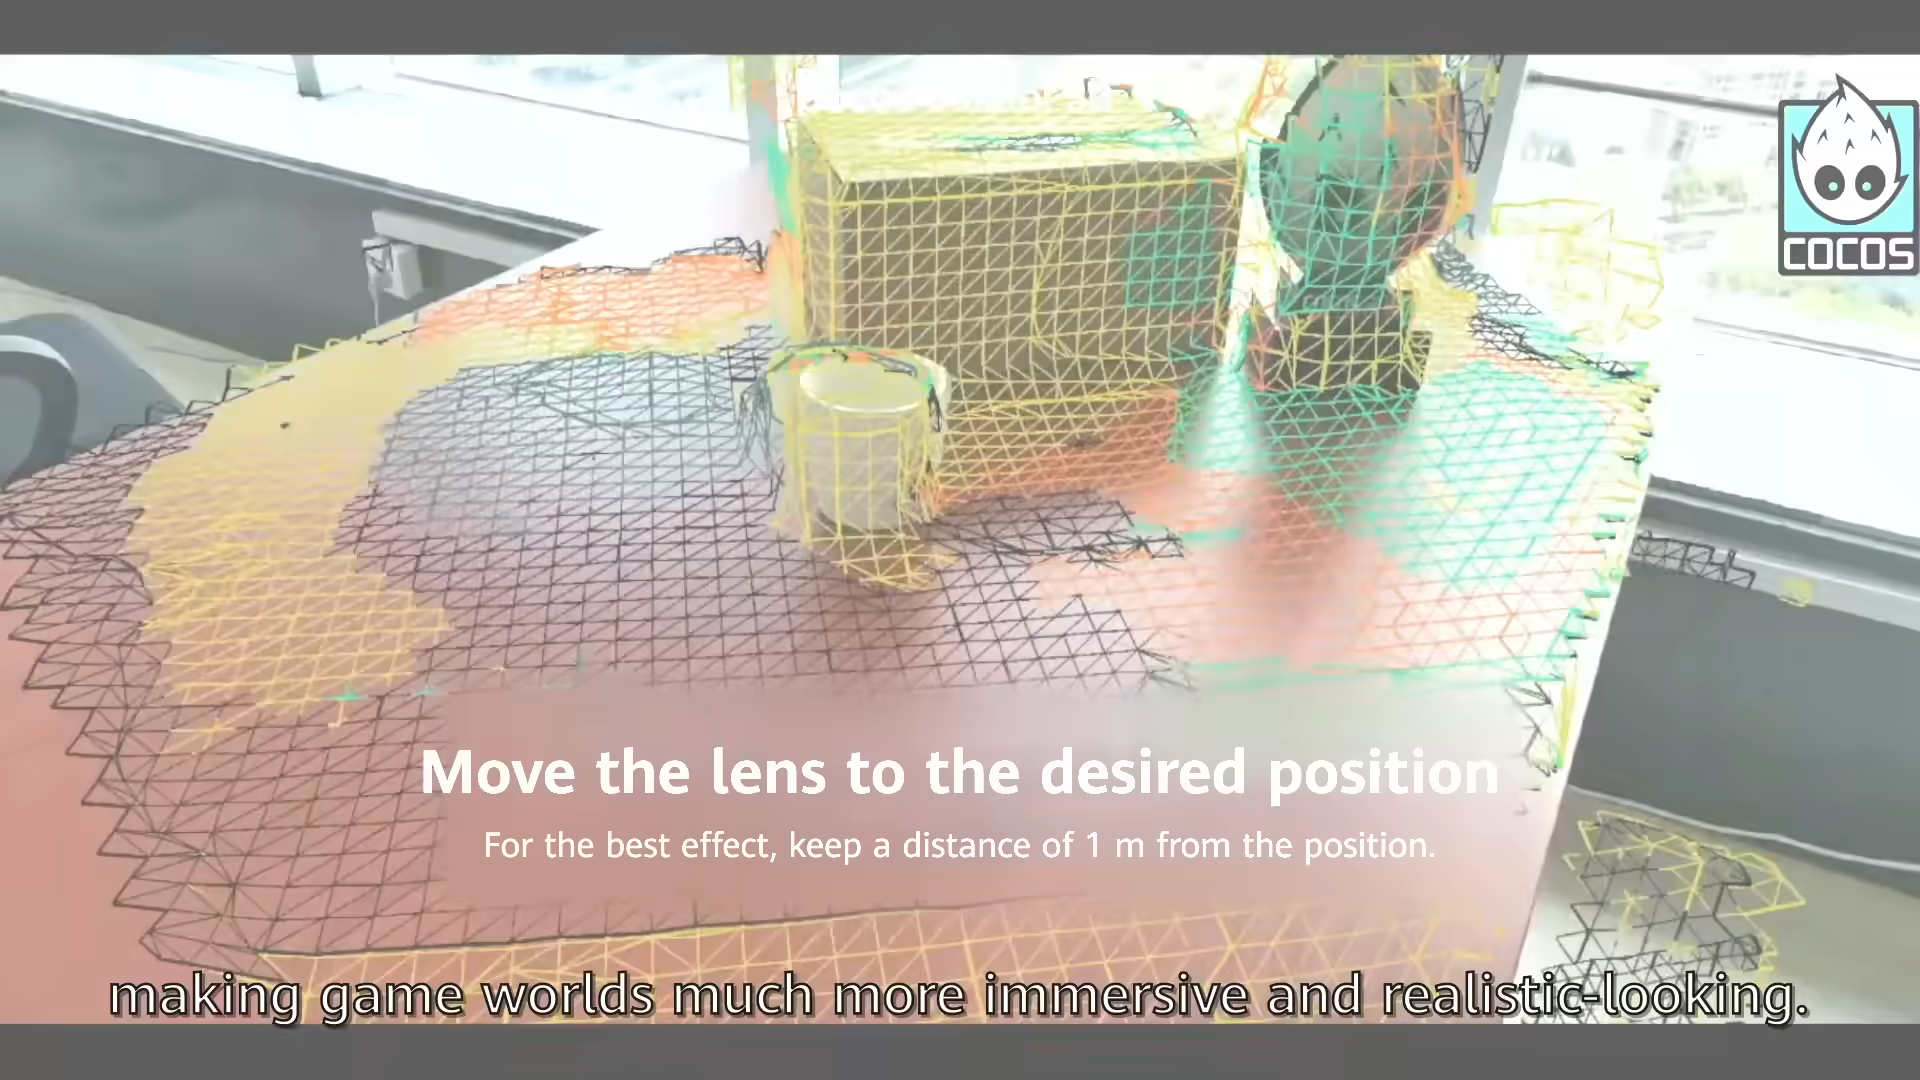 COCOS
Move the lens to the desired position
For the best effect, keep a distance of 1 m from the position.
making game worlds much more immersive and realistic-looking.